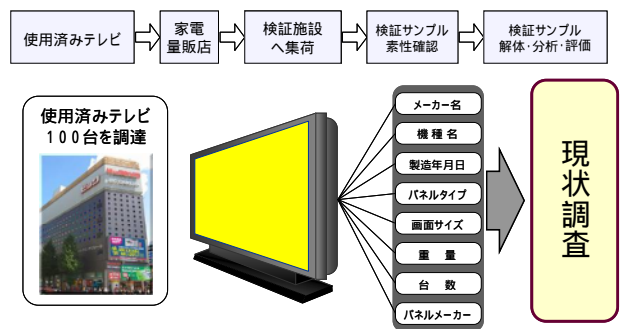 使用済みテレビ
家電
量販店
検証施設
へ集荷
検証サンプル
素性確認
検証サンプル
解体・分析・評価
使用済みテレビ
１００台を調達
メーカー名
機 種 名
製造年月日
パネルタイプ
画面サイズ
重　量
台　数
パネルメーカー
現状調査